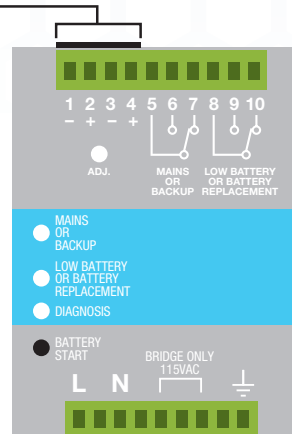 1 2 3 4 5 6 7 8 9 10
− + − +
ADJ.
MAINS
OR
BACKUP
LOW BATTERY
OR BATTERY
REPLACEMENT
MAINS
OR
BACKUP
LOW BATTERY
OR BATTERY
REPLACEMENT
DIAGNOSIS
BATTERY
START
BRIDGE ONLY
115VAC
L N